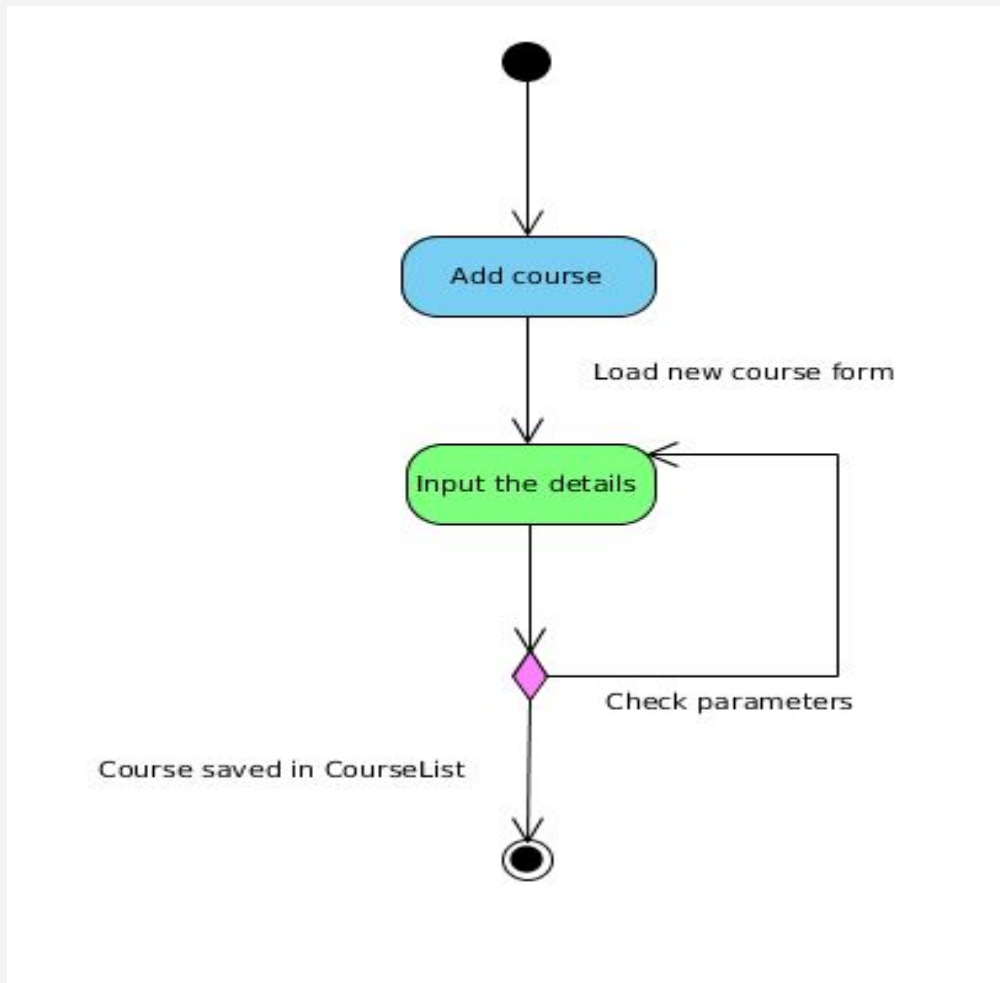 Add course
Load new course form
Input the details
Check parameters
Course saved in CourseList